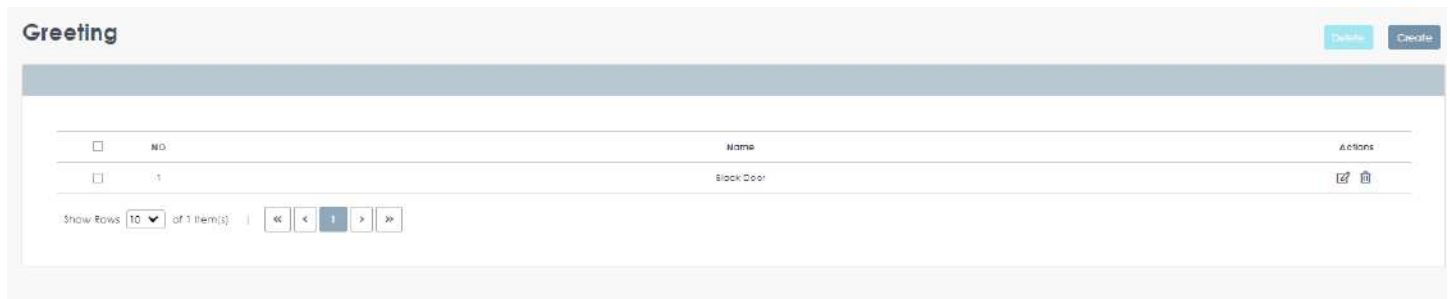 Greeting
Delete Create
NO Name Actions
1 Black Door
Show Rows 10 of 1 Item(s) | « < 1 > »